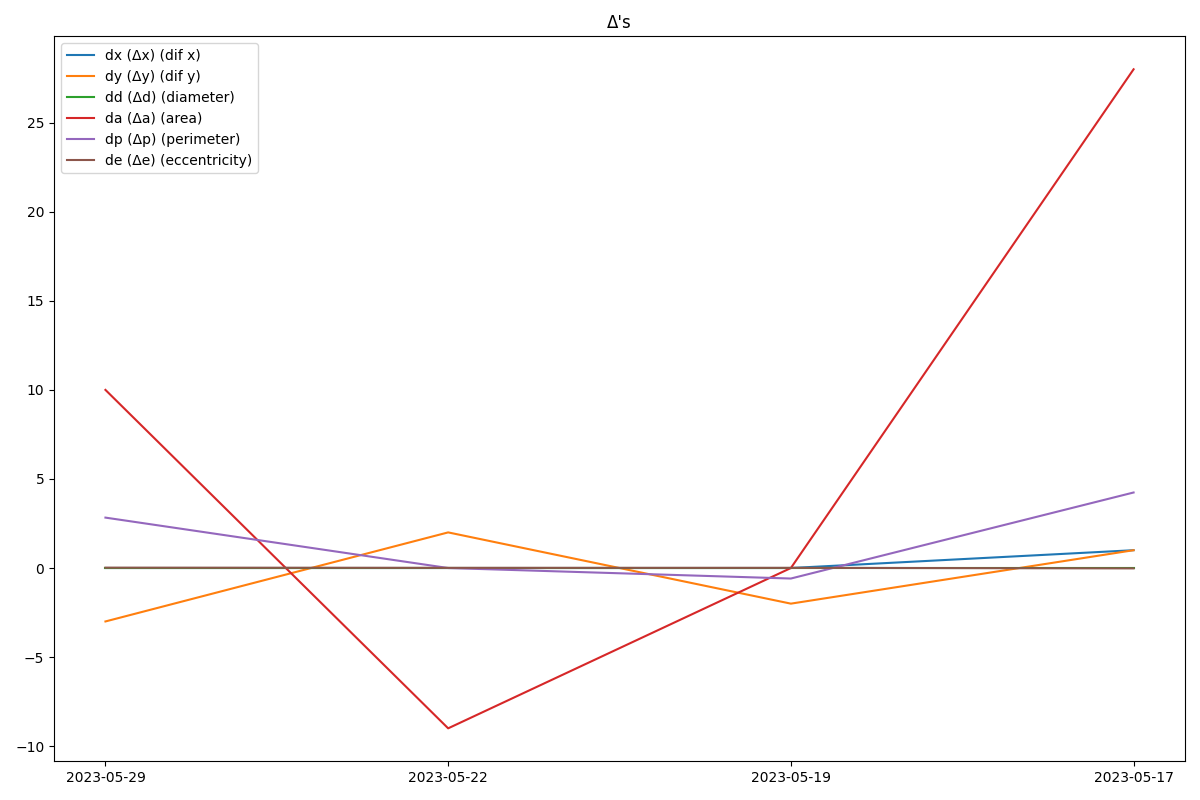 Δ's
dx (Δx) (dif x)
dy (Δy) (dif y)
dd (Δd) (diameter)
da (Δa) (area)
dp (Δp) (perimeter)
de (Δe) (eccentricity)
25
20
15
10
5
0
−5
−10
2023-05-29 2023-05-22 2023-05-19 2023-05-17